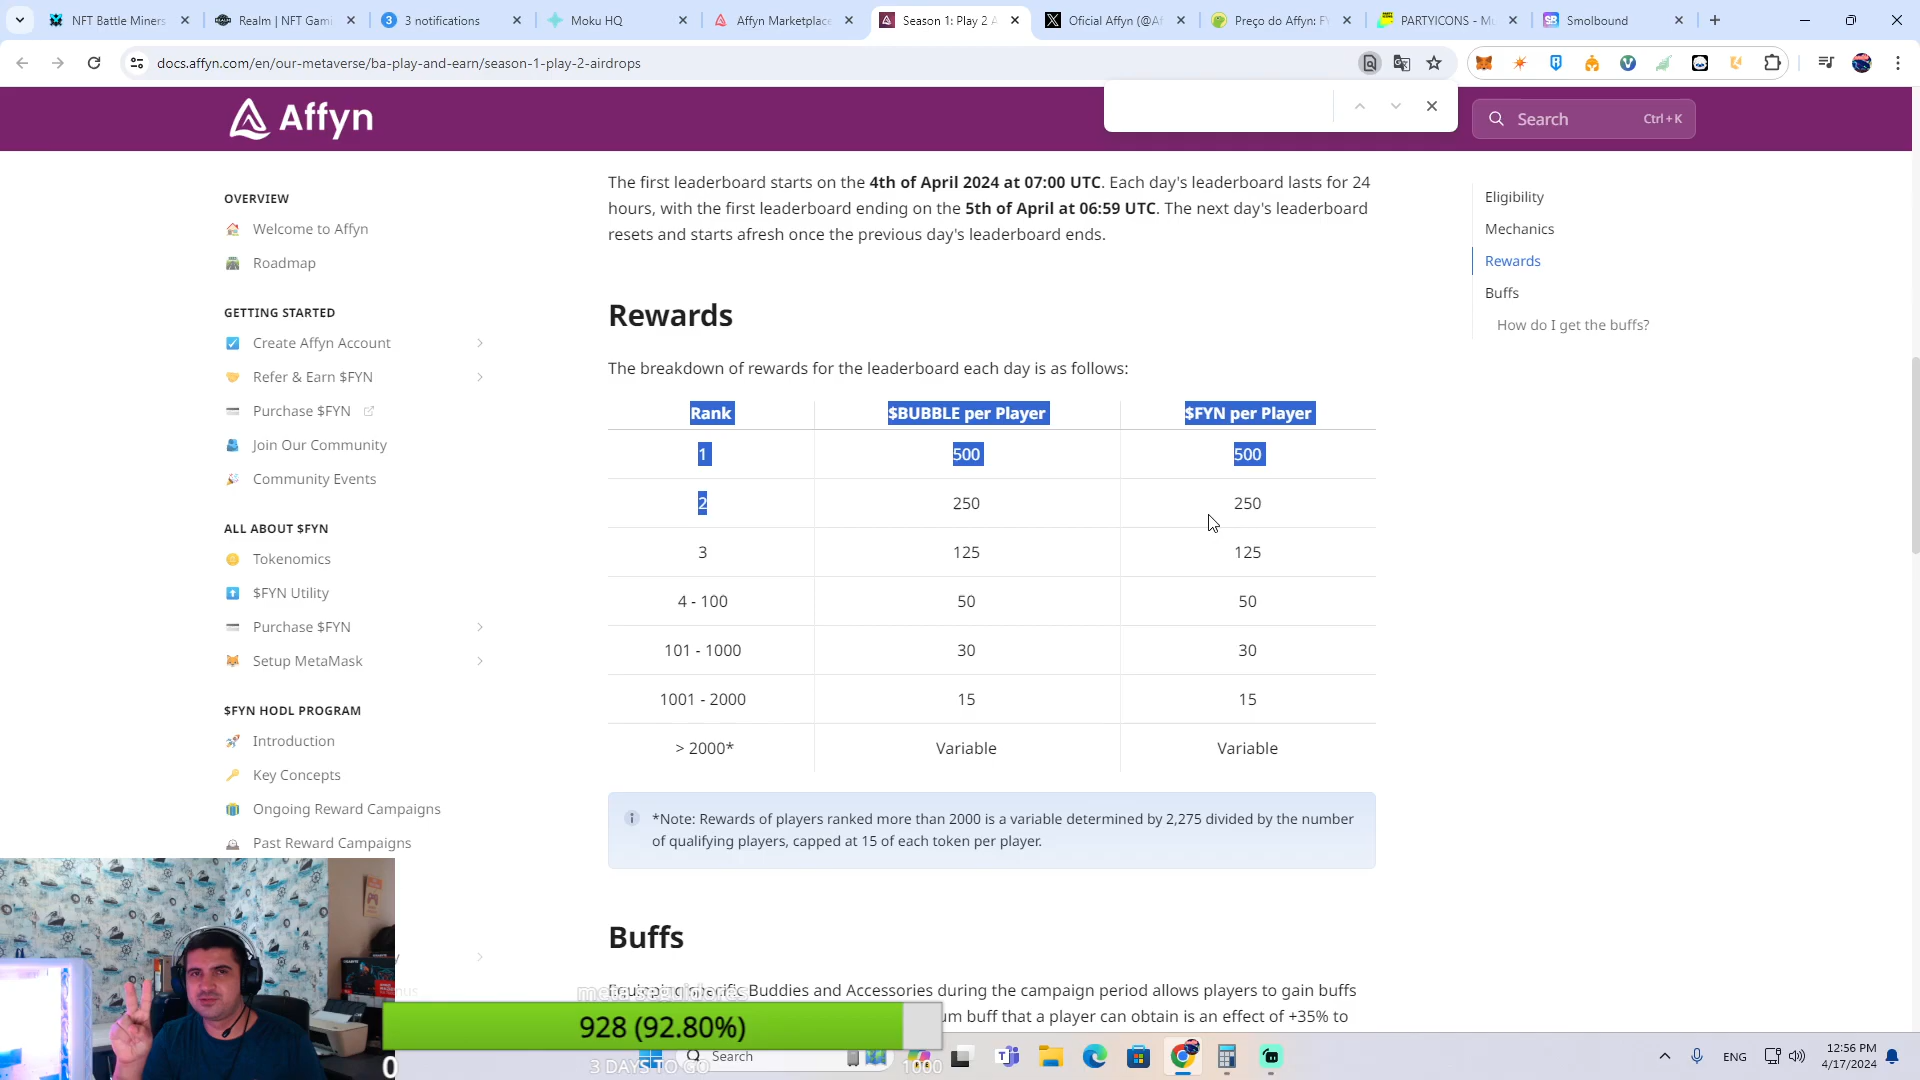 NFT Battle Miners
Realm | NFT Gami
3 notifications
Moku HQ
Affyn Marketplace
Season 1: Play 2 A
Oficial Affyn (@Af
Preço do Affyn: F
PARTYICONS - Mu
Smolbound
docs.affyn.com/en/our-metaverse/ba-play-and-earn/season-1-play-2-airdrops
Affyn
Search
Ctrl+K
OVERVIEW
Welcome to Affyn
Roadmap
GETTING STARTED
Create Affyn Account
Refer & Earn $FYN
Purchase $FYN
Join Our Community
Community Events
ALL ABOUT $FYN
Tokenomics
$FYN Utility
Purchase $FYN
Setup MetaMask
$FYN HODL PROGRAM
Introduction
Key Concepts
Ongoing Reward Campaigns
Past Reward Campaigns
The first leaderboard starts on the 4th of April 2024 at 07:00 UTC. Each day's leaderboard lasts for 24
hours, with the first leaderboard ending on the 5th of April at 06:59 UTC. The next day's leaderboard
resets and starts afresh once the previous day's leaderboard ends.
Rewards
The breakdown of rewards for the leaderboard each day is as follows:
Rank $BUBBLE per Player $FYN per Player
1 500 500
2 250 250
3 125 125
4 - 100 50 50
101 - 1000 30 30
1001 - 2000 15 15
> 2000* Variable Variable
*Note: Rewards of players ranked more than 2000 is a variable determined by 2,275 divided by the number
of qualifying players, capped at 15 of each token per player.
Buffs
Buddies and Accessories during the campaign period allows players to gain buffs
um buff that a player can obtain is an effect of +35% to
Eligibility
Mechanics
Rewards
Buffs
How do I get the buffs?
meta seguidores
928 (92.80%)
0
3 DAYS TO GO
1000
Search
ENG
12:56 PM
4/17/2024